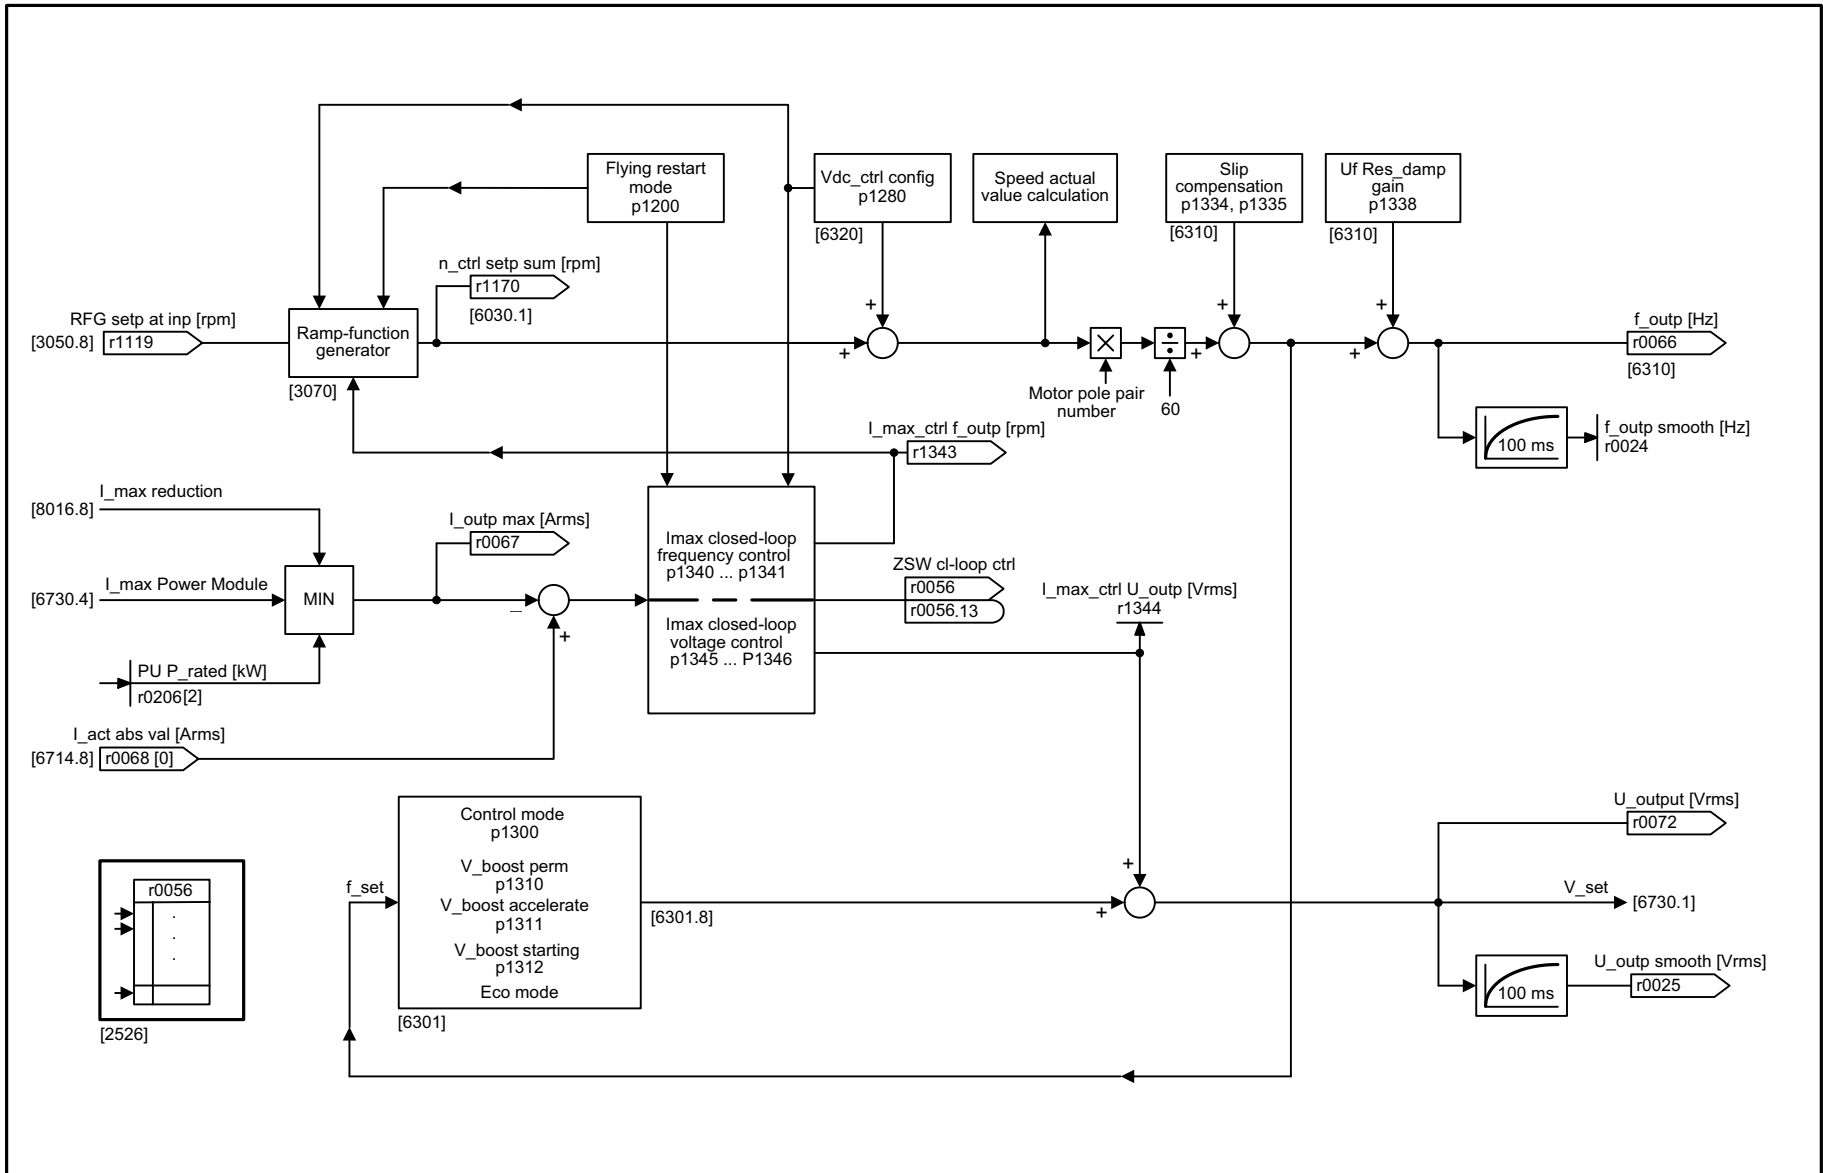 Flying restart
mode
p1200
Vdc_ctrl config
p1280
[6320]
Speed actual
value calculation
Slip
compensation
p1334, p1335
[6310]
Uf Res_damp
gain
p1338
[6310]
n_ctrl setp sum [rpm]
r1170
[6030.1]
RFG setp at inp [rpm]
[3050.8]
r1119
Ramp-function
generator
[3070]
+
+
Motor pole pair
number
60
+
+
+
+
f_outp [Hz]
r0066
[6310]
100 ms
f_outp smooth [Hz]
r0024
I_max_ctrl f_outp [rpm]
r1343
I_max reduction
[8016.8]
I_outp max [Arms]
r0067
I_max Power Module
[6730.4]
MIN
_
+
PU P_rated [kW]
r0206[2]
I_act abs val [Arms]
[6714.8]
r0068 [0]
Imax closed-loop
frequency control
p1340 ... p1341
Imax closed-loop
voltage control
p1345 ... P1346
ZSW cl-loop ctrl
r0056
r0056.13
I_max_ctrl U_outp [Vrms]
r1344
Control mode
p1300
V_boost perm
p1310
V_boost accelerate
p1311
V_boost starting
p1312
Eco mode
[6301]
f_set
[6301.8]
+
+
U_output [Vrms]
r0072
V_set
[6730.1]
100 ms
U_outp smooth [Vrms]
r0025
r0056
.
.
.
[2526]